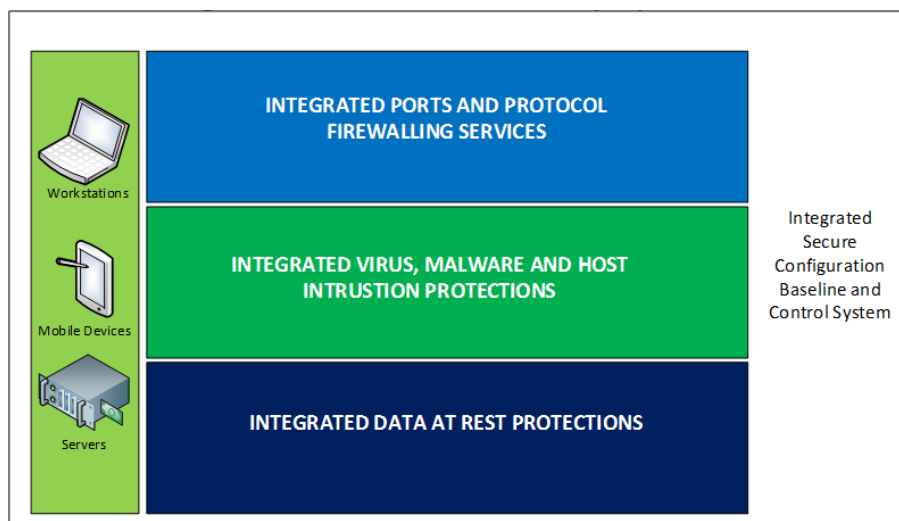 INTEGRATED PORTS AND PROTOCOL
FIREWALLING SERVICES
Workstations
INTEGRATED VIRUS, MALWARE AND HOST
INTRUSTION PROTECTIONS
Integrated
Secure
Configuration
Baseline and
Control System
Mobile Devices
INTEGRATED DATA AT REST PROTECTIONS
Servers